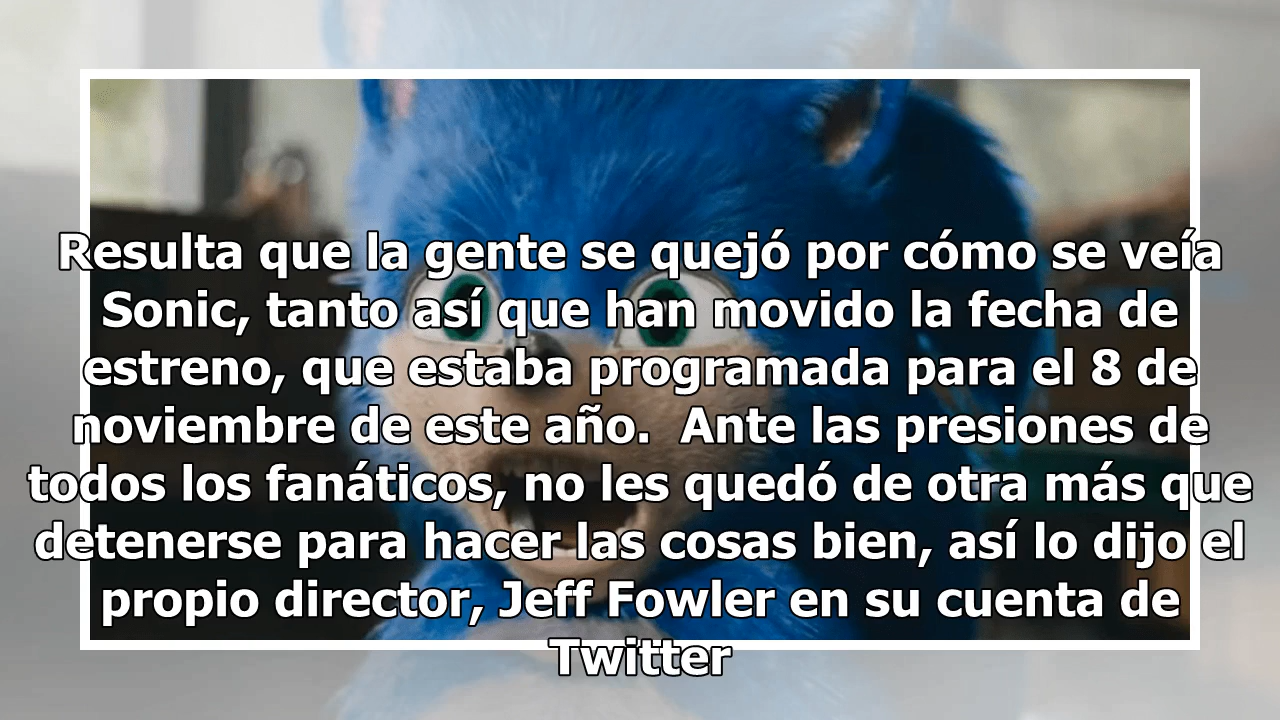 Resulta que la gente se quejó por cómo se veía
Sonic, tanto así que han movido la fecha de
estreno, que estaba programada para el 8 de
noviembre de este año.  Ante las presiones de
todos los fanáticos, no les quedó de otra más que
detenerse para hacer las cosas bien, así lo dijo el
propio director, Jeff Fowler en su cuenta de
Twitter